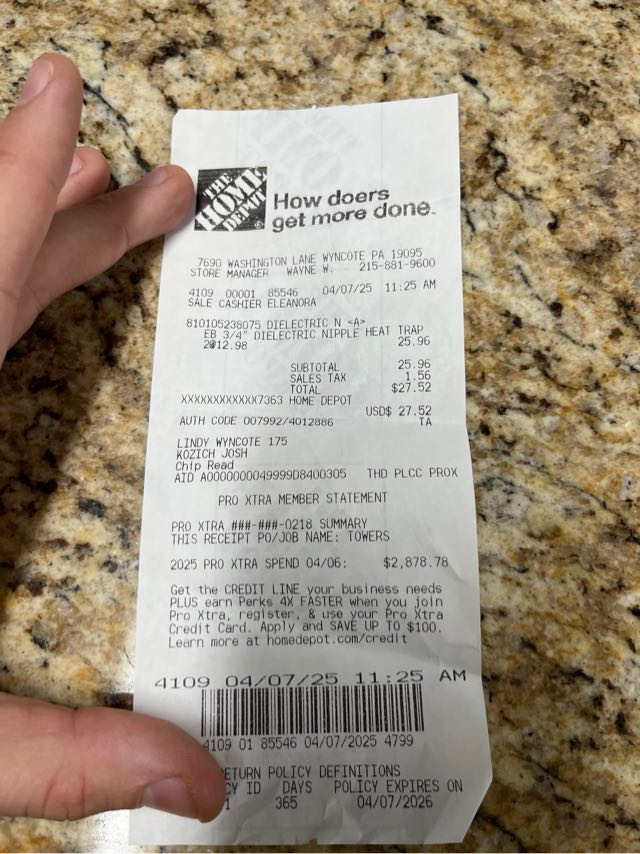 THE
HOME
DEPOT
How doers
get more done.
7690 WASHINGTON LANE WYNCOTE PA 19095
STORE MANAGER WAYNE W. 215-881-9600
4109 00001 85546 04/07/25 11:25 AM
SALE CASHIER ELEANORA
810105238075 DIELECTRIC N <A>
EB 3/4" DIELECTRIC NIPPLE HEAT TRAP
2@12.98 25.96
SUBTOTAL 25.96
SALES TAX 1.56
TOTAL $27.52
XXXXXXXXXXXX7363 HOME DEPOT
USD$ 27.52
AUTH CODE 007992/4012886 TA
LINDY WYNCOTE 175
KOZICH JOSH
Chip Read
AID A0000000049999D8400305 THD PLCC PROX
PRO XTRA MEMBER STATEMENT
PRO XTRA ###-###-0218 SUMMARY
THIS RECEIPT PO/JOB NAME: TOWERS
2025 PRO XTRA SPEND 04/06: $2,878.78
Get the CREDIT LINE your business needs
PLUS earn Perks 4X FASTER when you join
Pro Xtra, register, & use your Pro Xtra
Credit Card. Apply and SAVE UP TO $100.
Learn more at homedepot.com/credit
4109 04/07/25 11:25 AM
4109 01 85546 04/07/2025 4799
ETURN POLICY DEFINITIONS
CY ID DAYS POLICY EXPIRES ON
1 365 04/07/2026